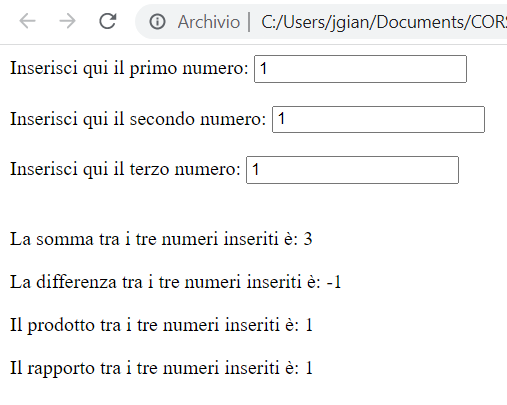 Archivio | C:/Users/jgian/Documents/COR
Inserisci qui il primo numero: 1
Inserisci qui il secondo numero: 1
Inserisci qui il terzo numero: 1
La somma tra i tre numeri inseriti è: 3
La differenza tra i tre numeri inseriti è: -1
Il prodotto tra i tre numeri inseriti è: 1
Il rapporto tra i tre numeri inseriti è: 1